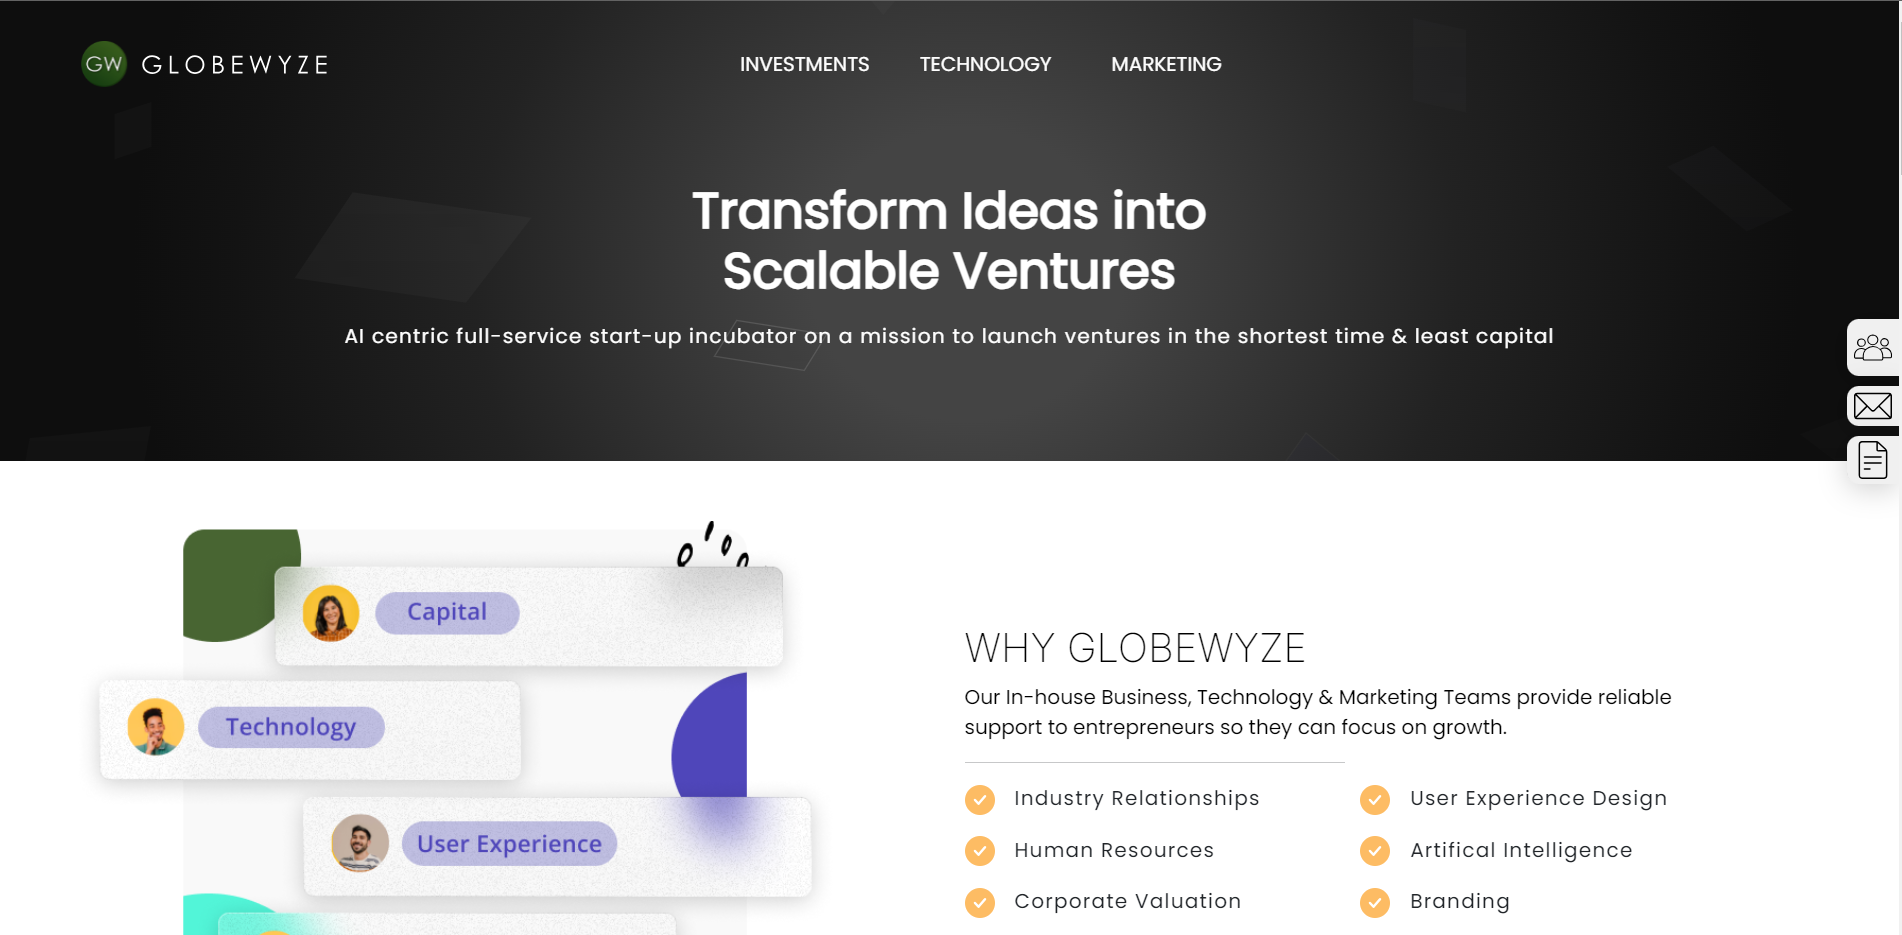 GW GLOBEWYZE
INVESTMENTS TECHNOLOGY MARKETING
Transform Ideas into
Scalable Ventures
AI centric full-service start-up incubator on a mission to launch ventures in the shortest time & least capital
Capital
Technology
User Experience
WHY GLOBEWYZE
Our In-house Business, Technology & Marketing Teams provide reliable
support to entrepreneurs so they can focus on growth.
Industry Relationships
User Experience Design
Human Resources
Artifical Intelligence
Corporate Valuation
Branding